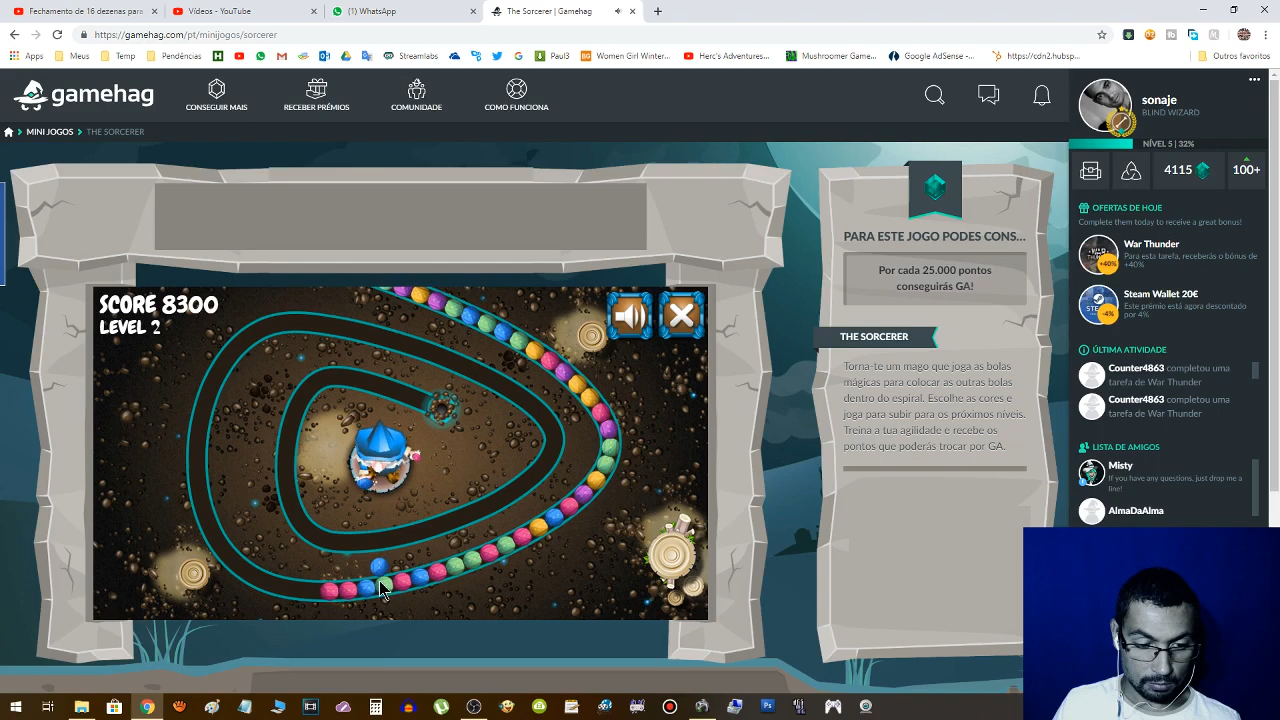 Fechamento de 16 dezenas para
Vídeos - YouTube
(1) WhatsApp
The Sorcerer | Gamehag
https://gamehag.com/pt/minijogos/sorcerer
Apps
Meus
Temp
Pendências
Streamlabs
Paul3
Women Girl Winter...
Herc's Adventures...
Mushroomer Game...
Google AdSense -...
https://cdn2.hubsp...
Outros favoritos
gamehag
CONSEGUIR MAIS
RECEBER PRÉMIOS
COMUNIDADE
COMO FUNCIONA
sonaje
BLIND WIZARD
NÍVEL 5 | 32%
4115
100+
MINI JOGOS
THE SORCERER
SCORE 8300
LEVEL 2
PARA ESTE JOGO PODES CONS...
Por cada 25.000 pontos
conseguirás GA!
THE SORCERER
Torna-te um mago que joga as bolas
mágicas para colocar as outras bolas
dentro do espiral. Escolhe as cores e
joga para subir para os próximos níveis.
Treina a tua agilidade e recebe os
pontos que poderás trocar por GA.
OFERTAS DE HOJE
Complete them today to receive a great bonus!
War Thunder
Para esta tarefa, receberás o bónus de
+40%
+40%
Steam Wallet 20€
Este prémio está agora descontado
por 4%
-4%
ÚLTIMA ATIVIDADE
Counter4863 completou uma
tarefa de War Thunder
Counter4863 completou uma
tarefa de War Thunder
LISTA DE AMIGOS
Misty
If you have any questions, just drop me a
line!
AlmaDaAlma